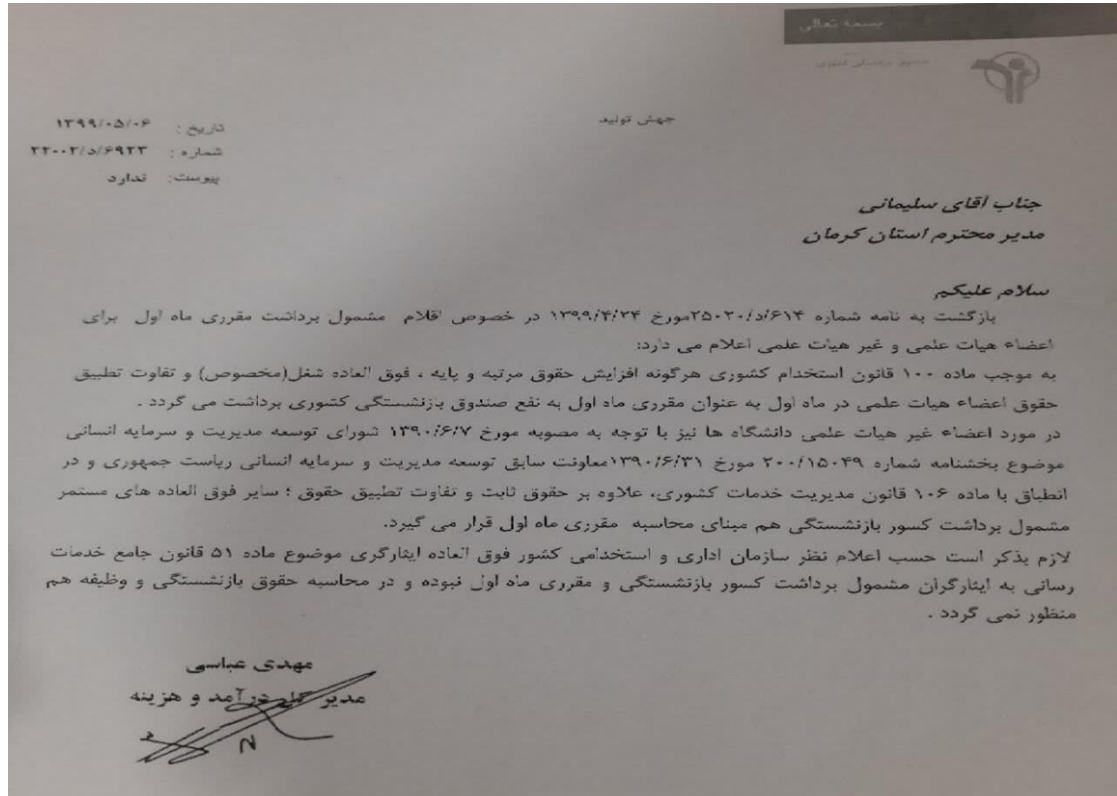 بسمه تعالی
صندوق بازنشستگی کشوری
جهش تولید
تاریخ : ۱۳۹۹/۰۵/۰۶
شماره : ۲۲۰۰۲/د/۶۹۲۳
پیوست: ندارد
جناب آقای سلیمانی
مدیر محترم استان کرمان
سلام علیکم
بازگشت به نامه شماره ۲۵۰۲۰/د/۶۱۴مورخ ۱۳۹۹/۴/۲۴ در خصوص اقلام مشمول برداشت مقرری ماه اول برای
اعضاء هیات علمی و غیر هیات علمی اعلام می دارد:
به موجب ماده ۱۰۰ قانون استخدام کشوری هرگونه افزایش حقوق مرتبه و پایه ، فوق العاده شغل(مخصوص) و تفاوت تطبیق
حقوق اعضاء هیات علمی در ماه اول به عنوان مقرری ماه اول به نفع صندوق بازنشستگی کشوری برداشت می گردد .
در مورد اعضاء غیر هیات علمی دانشگاه ها نیز با توجه به مصوبه مورخ ۱۳۹۰/۶/۷ شورای توسعه مدیریت و سرمایه انسانی
موضوع بخشنامه شماره ۲۰۰/۱۵۰۴۹ مورخ ۱۳۹۰/۶/۳۱معاونت سابق توسعه مدیریت و سرمایه انسانی ریاست جمهوری و در
انطباق با ماده ۱۰۶ قانون مدیریت خدمات کشوری، علاوه بر حقوق ثابت و تفاوت تطبیق حقوق ؛ سایر فوق العاده های مستمر
مشمول برداشت کسور بازنشستگی هم مبنای محاسبه مقرری ماه اول قرار می گیرد.
لازم بذکر است حسب اعلام نظر سازمان اداری و استخدامی کشور فوق العاده ایثارگری موضوع ماده ۵۱ قانون جامع خدمات
رسانی به ایثارگران مشمول برداشت کسور بازنشستگی و مقرری ماه اول نبوده و در محاسبه حقوق بازنشستگی و وظیفه هم
منظور نمی گردد .
مهدی عباسی
مدیر کل درآمد و هزینه